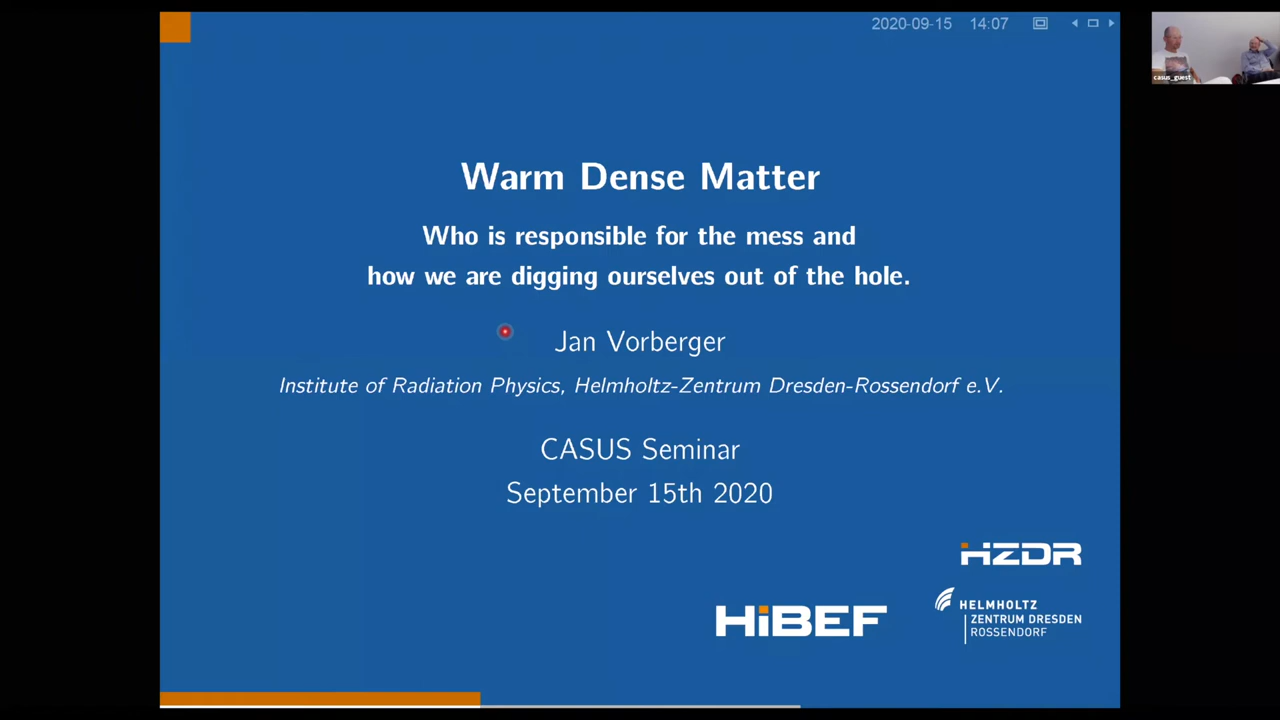 2020-09-15 14:07
casus_guest
Warm Dense Matter
Who is responsible for the mess and
how we are digging ourselves out of the hole.
Jan Vorberger
Institute of Radiation Physics, Helmholtz-Zentrum Dresden-Rossendorf e.V.
CASUS Seminar
September 15th 2020
HZDR
HiBEF
HELMHOLTZ
ZENTRUM DRESDEN
ROSSENDORF